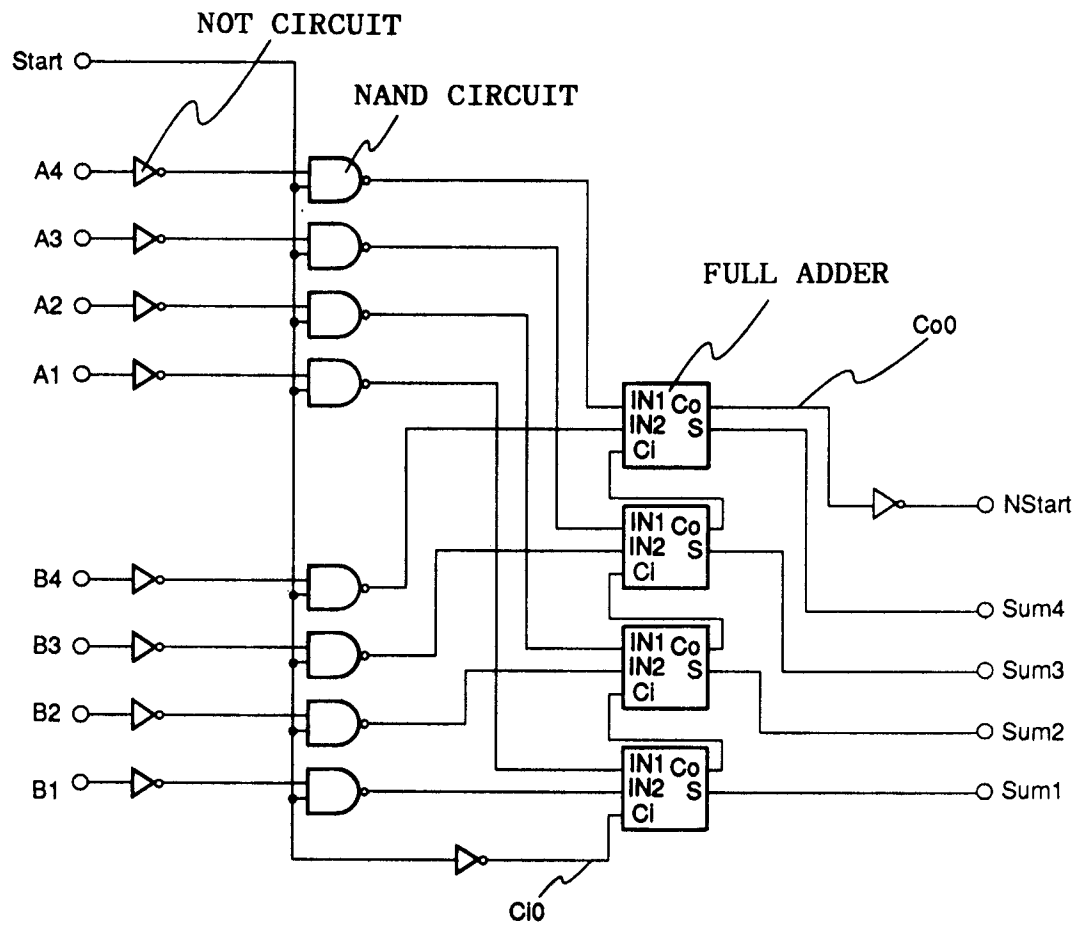 NOT CIRCUIT
Start
NAND CIRCUIT
A4
A3
A2
A1
FULL ADDER
Co0
IN1 Co
IN2 S
Ci
NStart
IN1 Co
IN2 S
Ci
B4
Sum4
B3
IN1 Co
IN2 S
Ci
Sum3
B2
Sum2
B1
IN1 Co
IN2 S
Ci
Sum1
Ci0